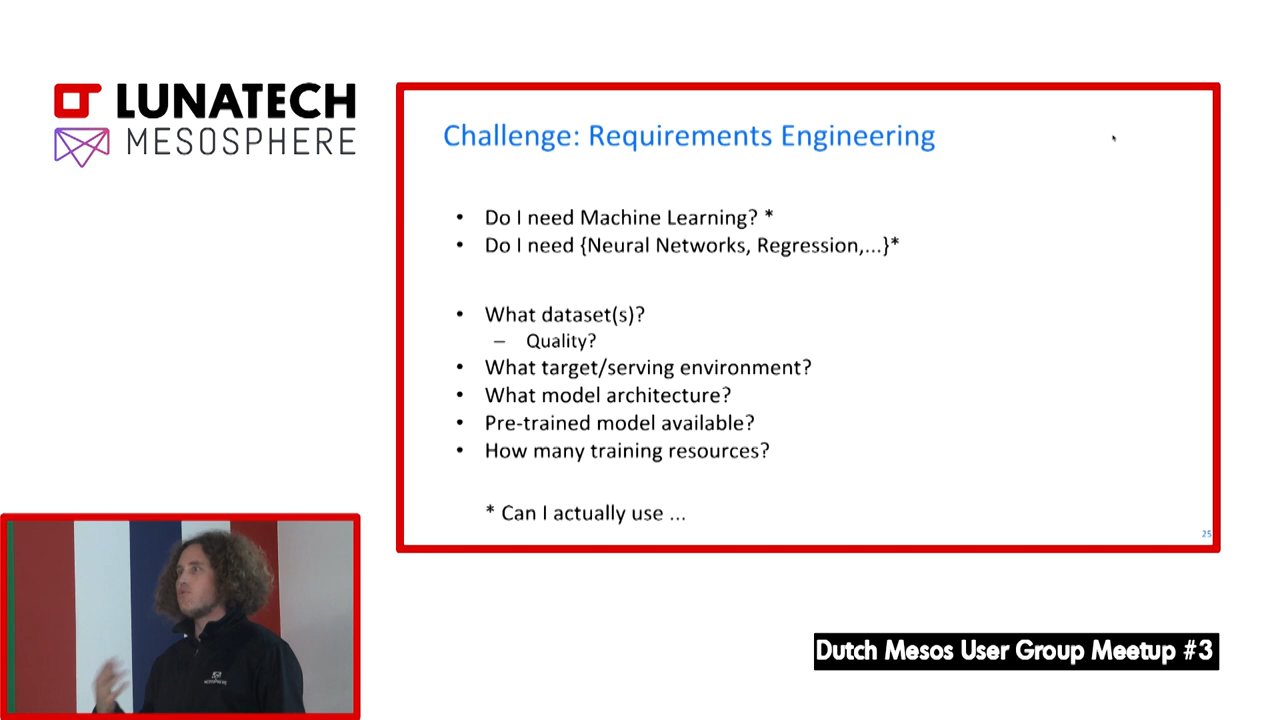 LUNATECH
MESOSPHERE
Challenge: Requirements Engineering
• Do I need Machine Learning? *
• Do I need {Neural Networks, Regression,...}*
• What dataset(s)?
– Quality?
• What target/serving environment?
• What model architecture?
• Pre-trained model available?
• How many training resources?
* Can I actually use ...
25
MESOSPHERE
Dutch Mesos User Group Meetup #3